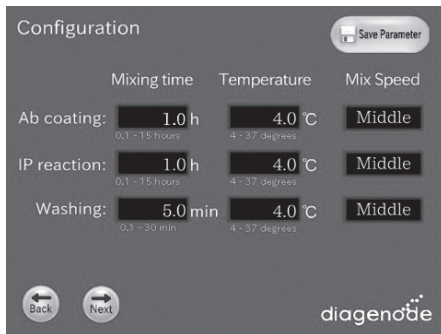 Configuration
Save Parameter
Mixing time Temperature Mix Speed
Ab coating: 1.0 h 4.0 °C Middle
0.1 - 15 hours 4 - 37 degrees
IP reaction: 1.0 h 4.0 °C Middle
0.1 - 15 hours 4 - 37 degrees
Washing: 5.0 min 4.0 °C Middle
0.1 - 30 min 4 - 37 degrees
Back Next
diagenode